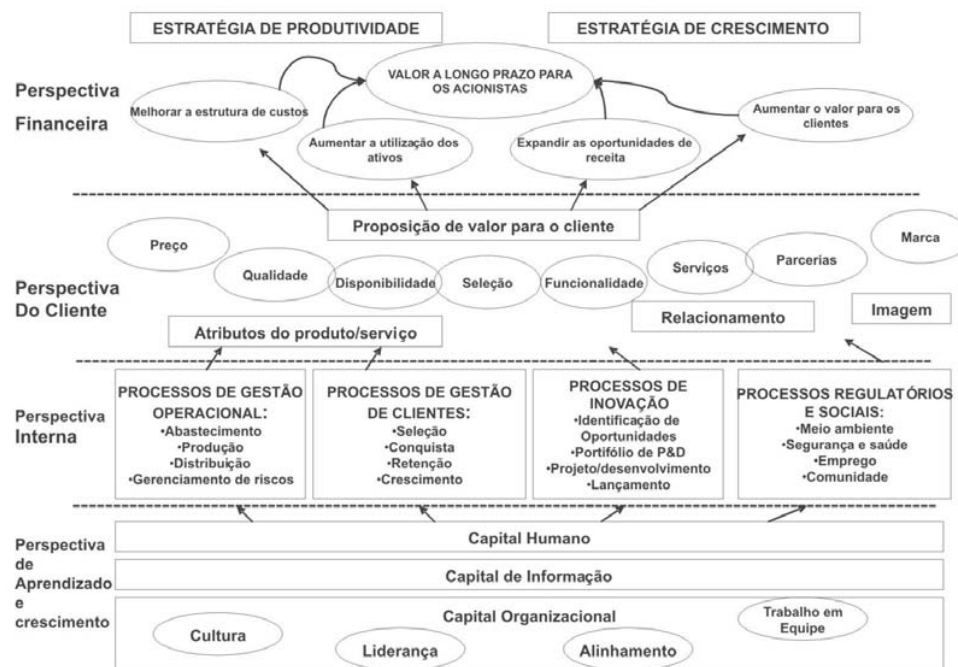 ESTRATÉGIA DE PRODUTIVIDADE
ESTRATÉGIA DE CRESCIMENTO
Perspectiva
Financeira
VALOR A LONGO PRAZO PARA
OS ACIONISTAS
Melhorar a estrutura de custos
Aumentar a utilização dos
ativos
Expandir as oportunidades de
receita
Aumentar o valor para os
clientes
Proposição de valor para o cliente
Perspectiva
Do Cliente
Preço
Qualidade
Disponibilidade
Seleção
Funcionalidade
Serviços
Parcerias
Marca
Atributos do produto/serviço
Relacionamento
Imagem
Perspectiva
Interna
PROCESSOS DE GESTÃO
OPERACIONAL:
•Abastecimento
•Produção
•Distribuição
•Gerenciamento de riscos
PROCESSOS DE GESTÃO
DE CLIENTES:
•Seleção
•Conquista
•Retenção
•Crescimento
PROCESSOS DE
INOVAÇÃO
•Identificação de
Oportunidades
•Portifólio de P&D
•Projeto/desenvolvimento
•Lançamento
PROCESSOS REGULATÓRIOS
E SOCIAIS:
•Meio ambiente
•Segurança e saúde
•Emprego
•Comunidade
Perspectiva
de
Aprendizado
e
crescimento
Capital Humano
Capital de Informação
Capital Organizacional
Cultura
Liderança
Alinhamento
Trabalho em
Equipe